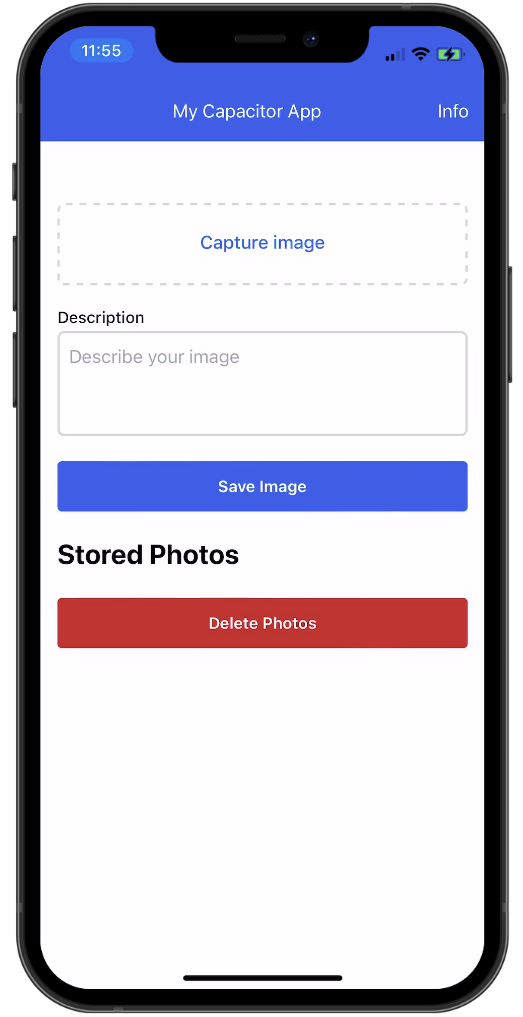 11:55
My Capacitor App Info
Capture image
Description
Describe your image
Save Image
Stored Photos
Delete Photos